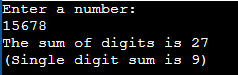 Enter a number:
15678
The sum of digits is 27
(Single digit sum is 9)